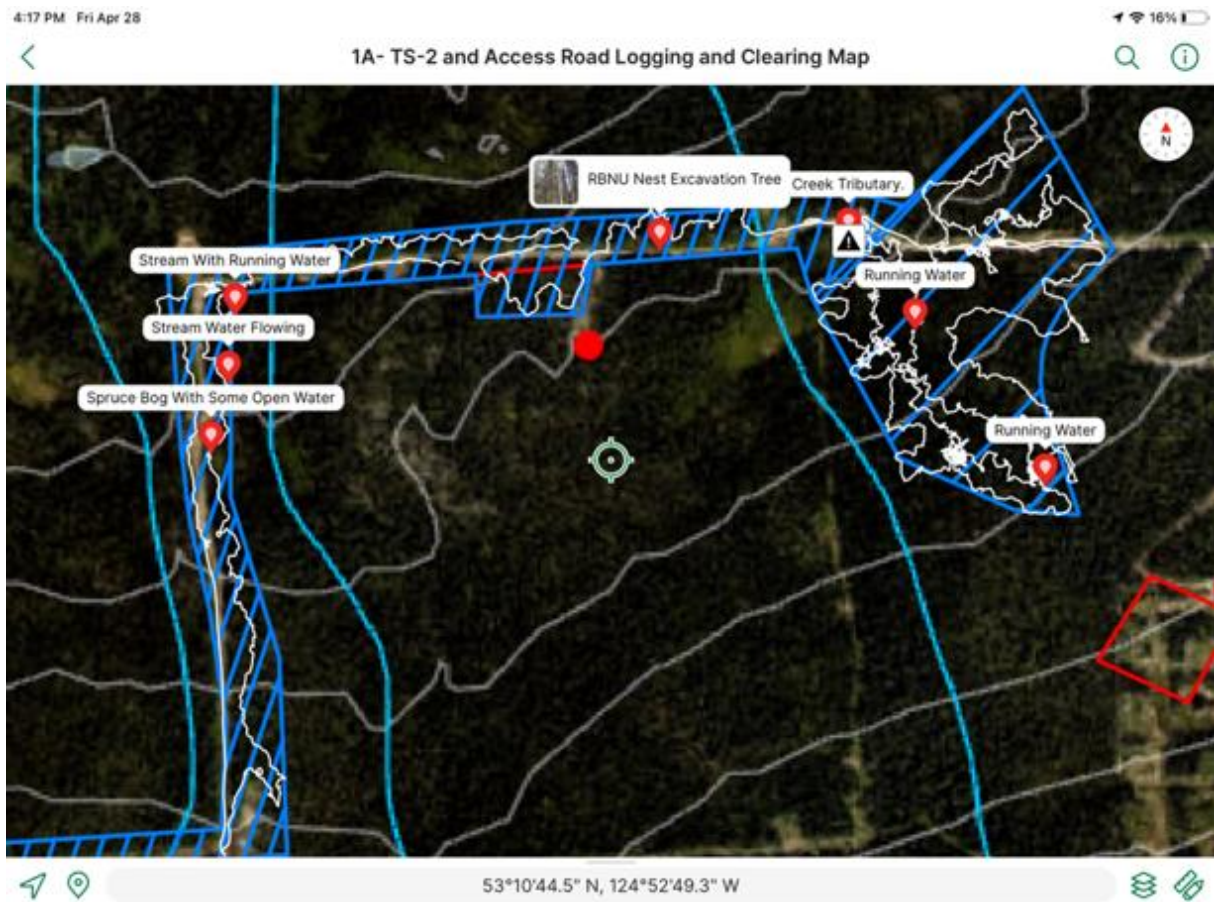 4:17 PM Fri Apr 28
16%
1A- TS-2 and Access Road Logging and Clearing Map
N
RBNU Nest Excavation Tree
Creek Tributary.
Stream With Running Water
Running Water
Stream Water Flowing
Spruce Bog With Some Open Water
Running Water
53°10'44.5" N, 124°52'49.3" W